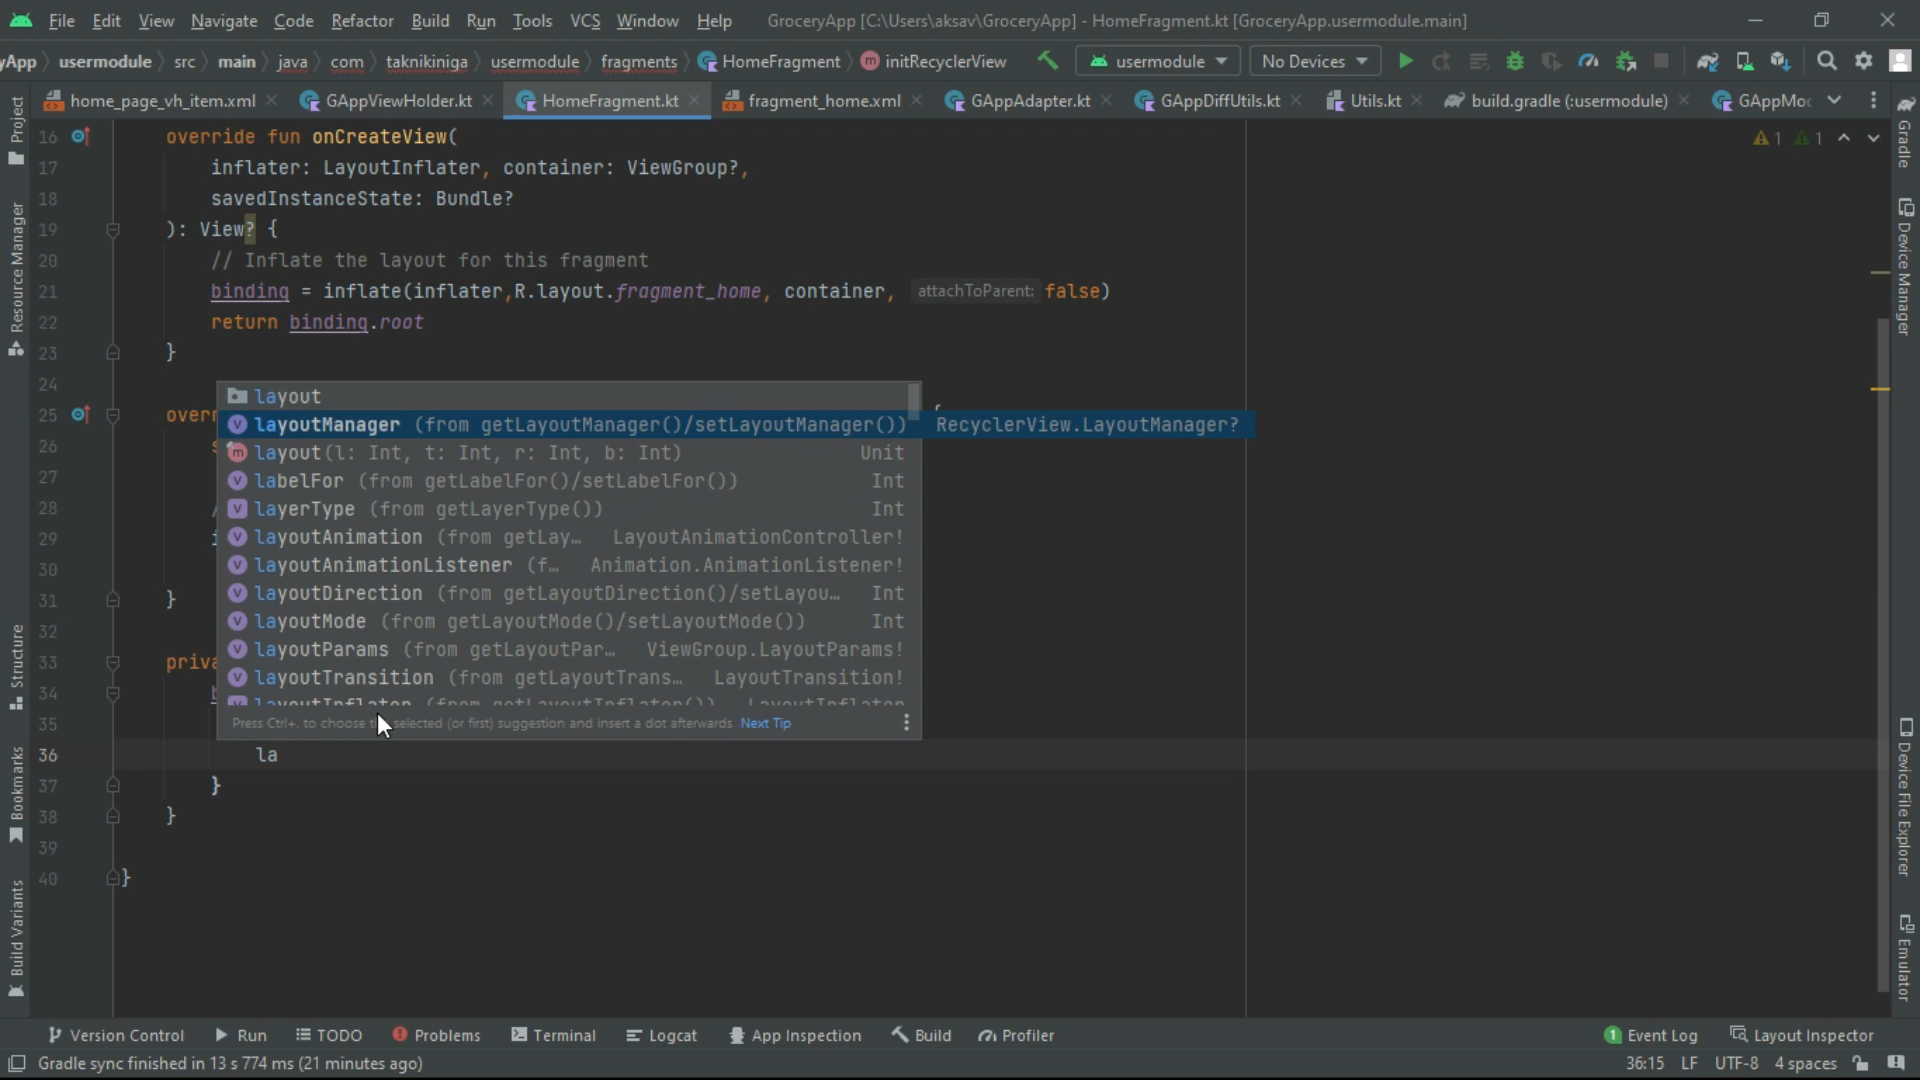 File Edit View Navigate Code Refactor Build Run Tools VCS Window Help GroceryApp [C:\Users\aksav\GroceryApp] - HomeFragment.kt [GroceryApp.usermodule.main]
yApp usermodule src main java com taknikiniga usermodule fragments HomeFragment initRecyclerView usermodule No Devices
home_page_vh_item.xml GAppViewHolder.kt HomeFragment.kt fragment_home.xml GAppAdapter.kt GAppDiffUtils.kt Utils.kt build.gradle (:usermodule) GAppMo
Project
Resource Manager
Structure
Bookmarks
Build Variants
16 override fun onCreateView( 1 1
17 inflater: LayoutInflater, container: ViewGroup?,
18 savedInstanceState: Bundle?
19 ): View? {
20 // Inflate the layout for this fragment
21 binding = inflate(inflater,R.layout.fragment_home, container, attachToParent: false)
22 return binding.root
23 }
24
layout
25 overr
layoutManager (from getLayoutManager()/setLayoutManager()) RecyclerView.LayoutManager?
26
layout(l: Int, t: Int, r: Int, b: Int) Unit
27
labelFor (from getLabelFor()/setLabelFor()) Int
28 /
layerType (from getLayerType()) Int
29 i
layoutAnimation (from getLay… LayoutAnimationController!
30
layoutAnimationListener (f… Animation.AnimationListener!
31 }
layoutDirection (from getLayoutDirection()/setLayou… Int
32
layoutMode (from getLayoutMode()/setLayoutMode()) Int
33 priva
layoutParams (from getLayoutPar… ViewGroup.LayoutParams!
34 b
layoutTransition (from getLayoutTrans… LayoutTransition!
layoutInflater (from getLayoutInflater()) LayoutInflater
35
Press Ctrl+. to choose the selected (or first) suggestion and insert a dot afterwards Next Tip
36 la
37 }
38 }
39
40 }
Gradle
Device Manager
Device File Explorer
Emulator
Version Control Run TODO Problems Terminal Logcat App Inspection Build Profiler 1 Event Log Layout Inspector
Gradle sync finished in 13 s 774 ms (21 minutes ago) 36:15 LF UTF-8 4 spaces